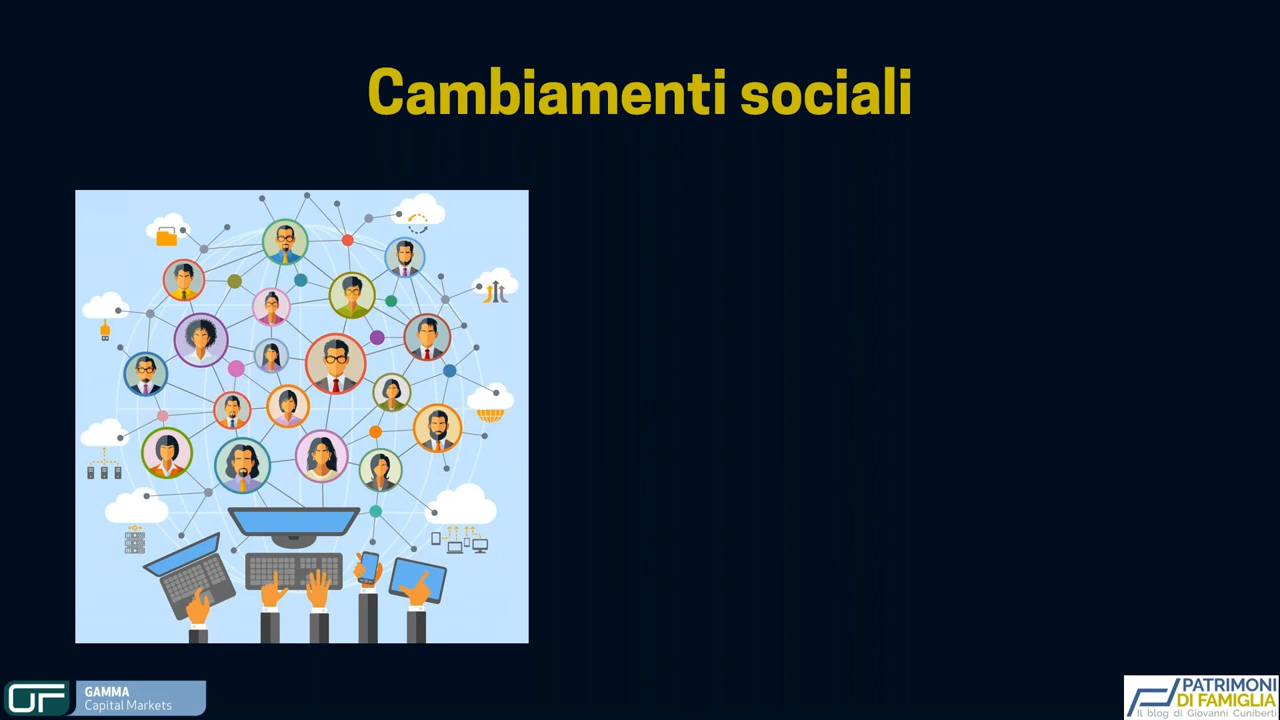 Cambiamenti sociali
GAMMA
Capital Markets
PATRIMONI
DI FAMIGLIA
Il blog di Giovanni Cuniberti